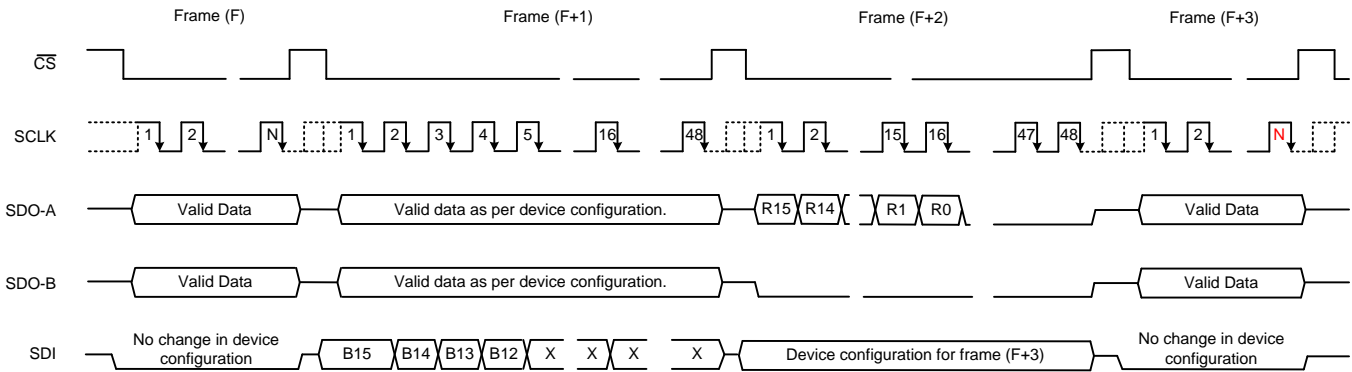 Frame (F) Frame (F+1) Frame (F+2) Frame (F+3)
CS
SCLK 1 2 N 1 2 3 4 5 16 48 1 2 15 16 47 48 1 2 N
SDO-A Valid Data Valid data as per device configuration. R15 R14 R1 R0 Valid Data
SDO-B Valid Data Valid data as per device configuration. Valid Data
SDI No change in device configuration B15 B14 B13 B12 X X X X Device configuration for frame (F+3) No change in device configuration